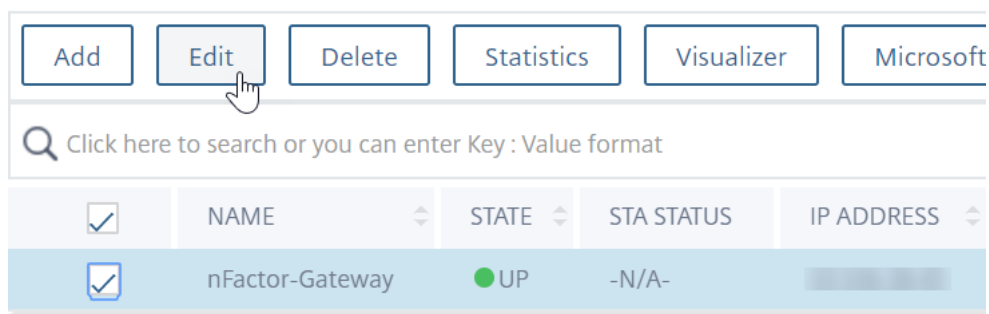 Add Edit Delete Statistics Visualizer Microsoft
Click here to search or you can enter Key : Value format
NAME STATE STA STATUS IP ADDRESS
nFactor-Gateway UP -N/A-